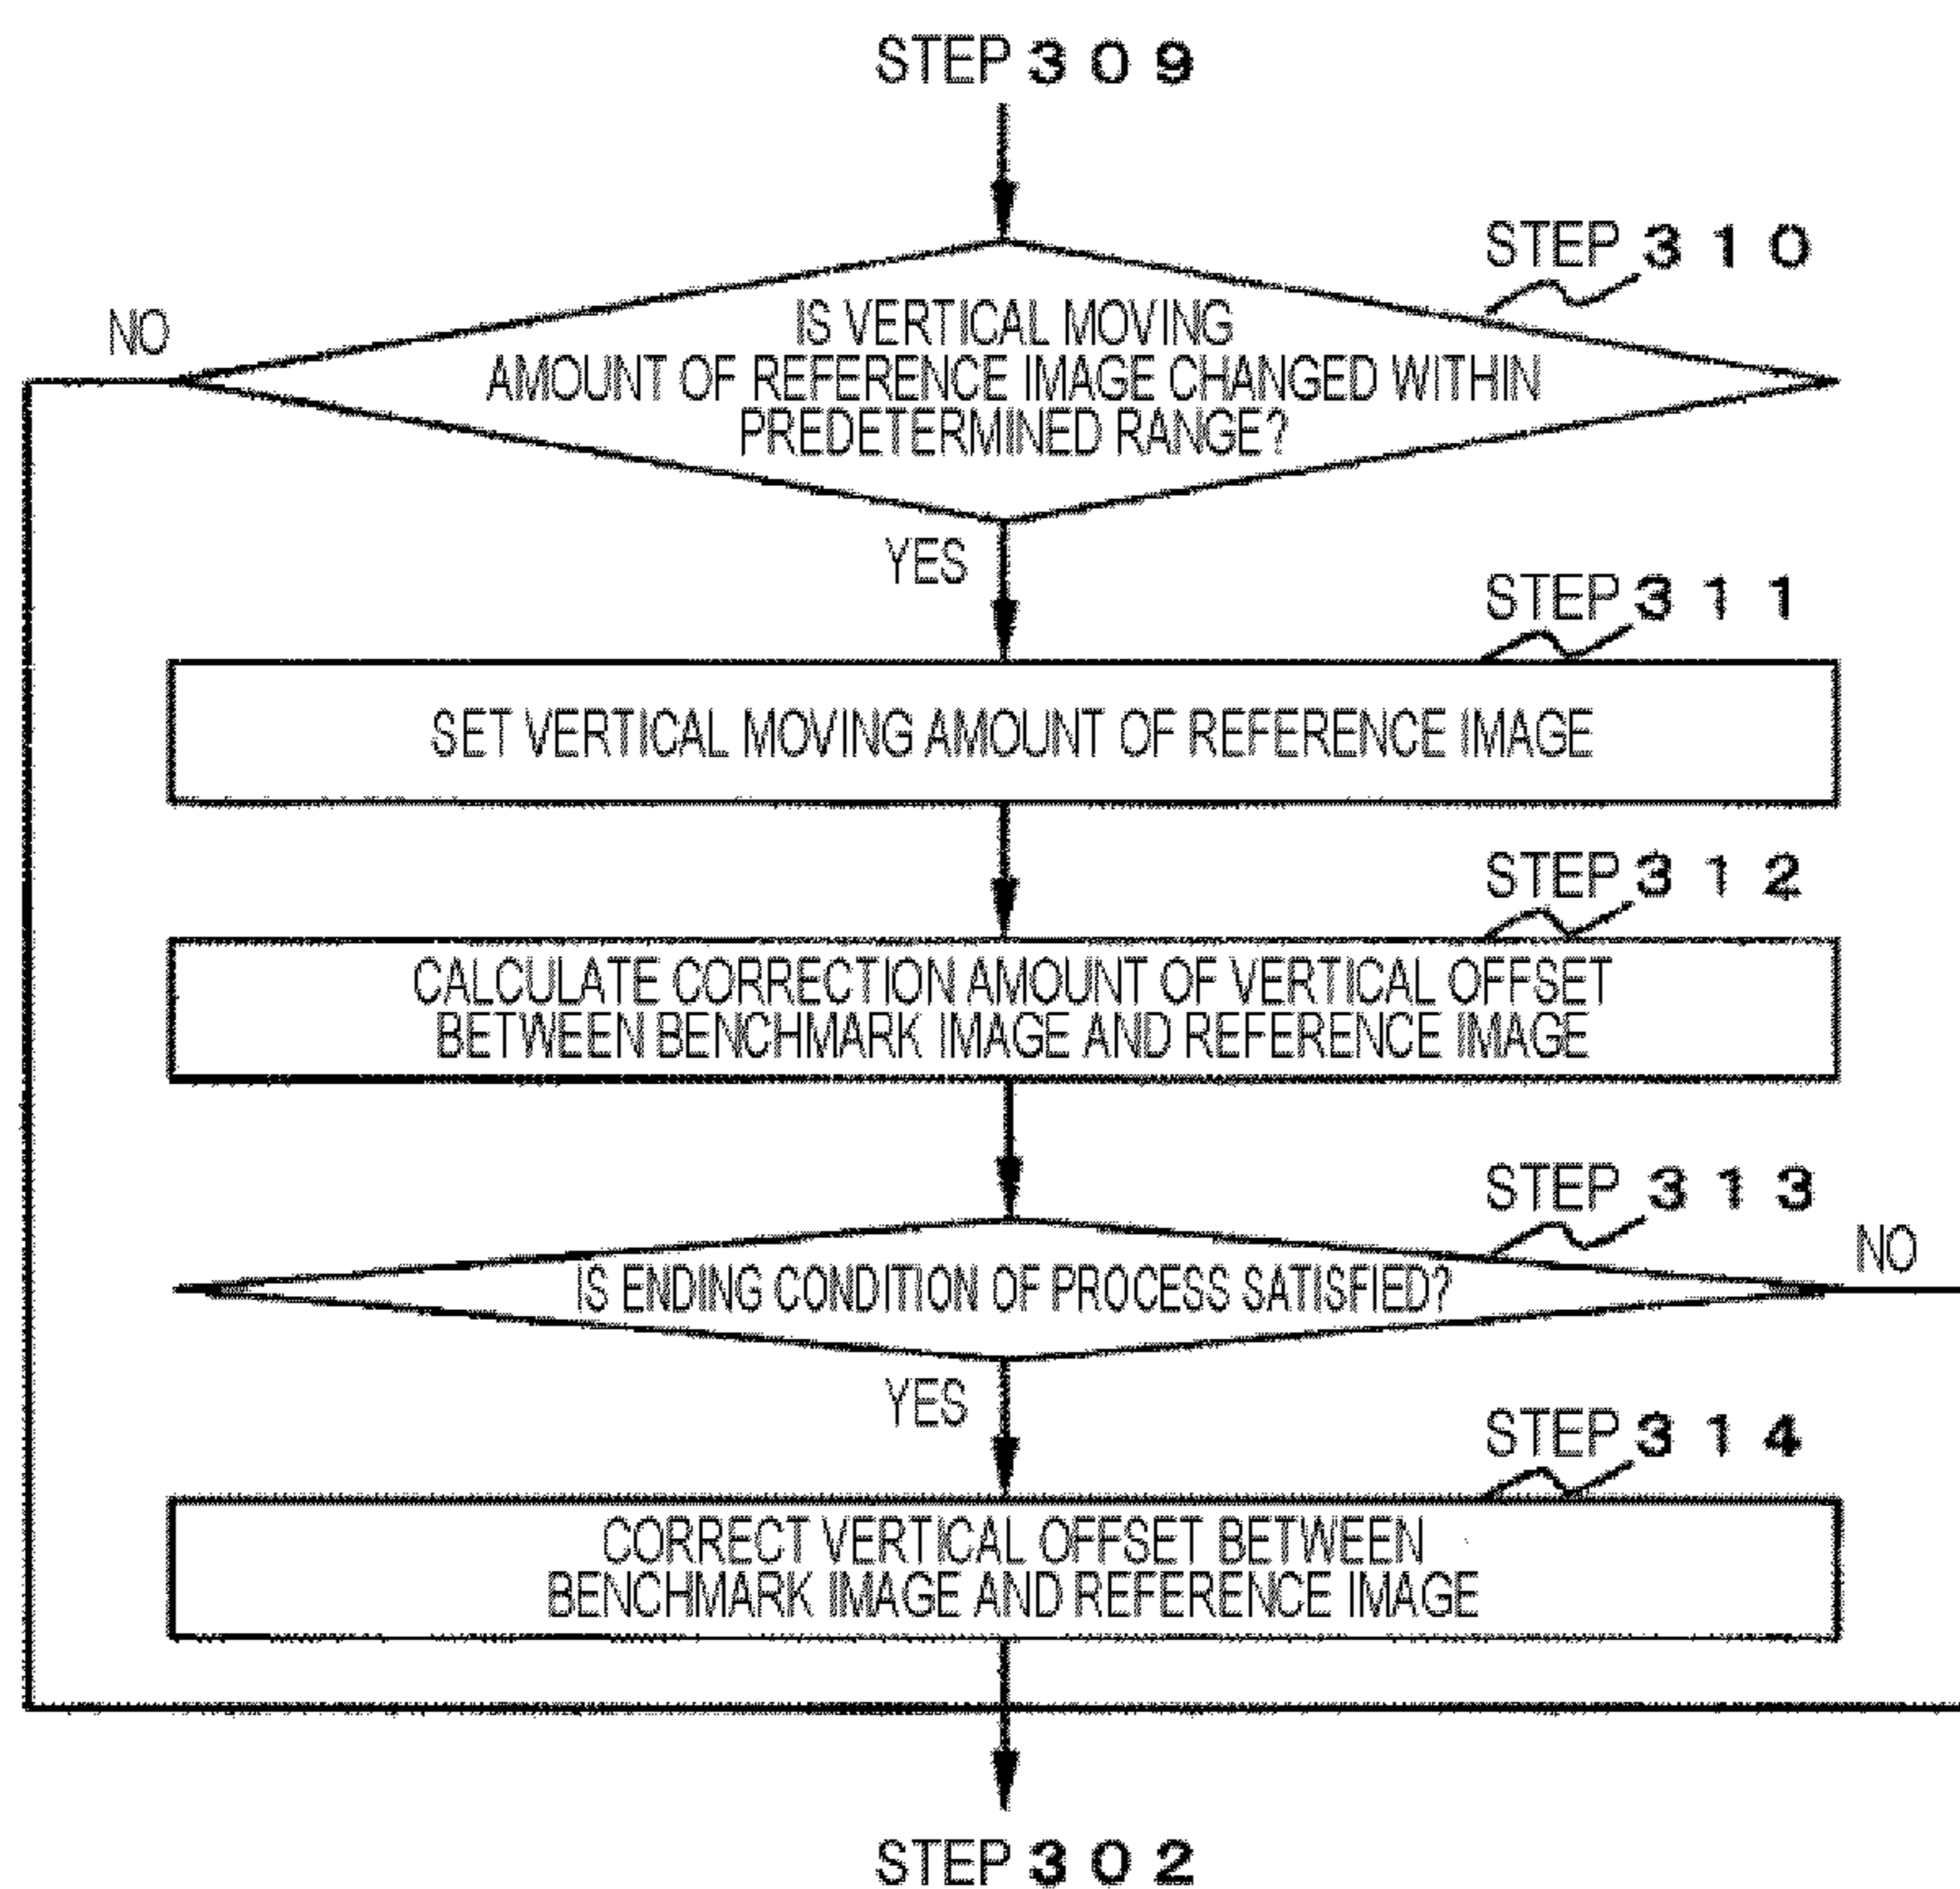 STEP 309
STEP 310
NO
IS VERTICAL MOVING
AMOUNT OF REFERENCE IMAGE CHANGED WITHIN
PREDETERMINED RANGE?
YES
STEP 311
SET VERTICAL MOVING AMOUNT OF REFERENCE IMAGE
STEP 312
CALCULATE CORRECTION AMOUNT OF VERTICAL OFFSET
BETWEEN BENCHMARK IMAGE AND REFERENCE IMAGE
STEP 313
NO
IS ENDING CONDITION OF PROCESS SATISFIED?
YES
STEP 314
CORRECT VERTICAL OFFSET BETWEEN
BENCHMARK IMAGE AND REFERENCE IMAGE
STEP 302